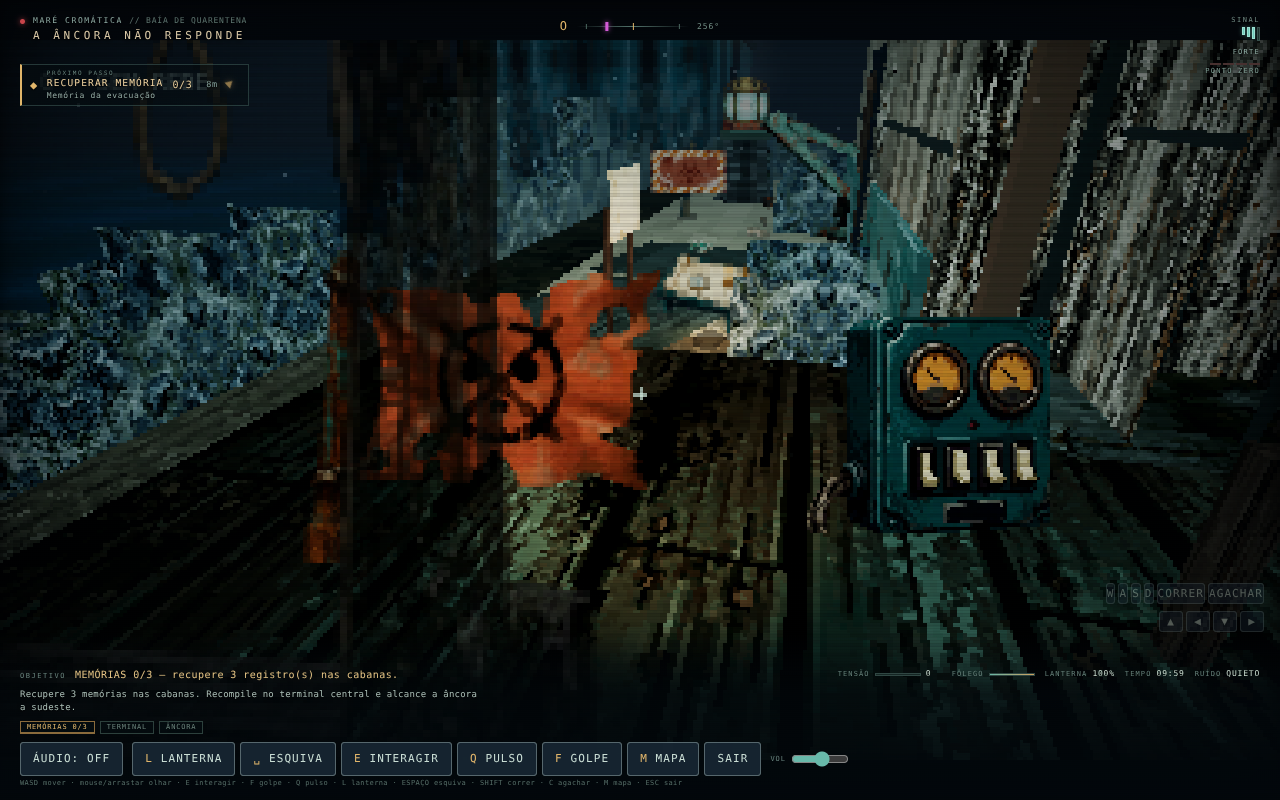 MARÉ CROMÁTICA // BAÍA DE QUARENTENA
A ÂNCORA NÃO RESPONDE
O
256°
SINAL
FORTE
PONTO ZERO
PRÓXIMO PASSO
RECUPERAR MEMÓRIA 0/3 8m
Memória da evacuação
W A S D CORRER AGACHAR
▲ ◀ ▼ ▶
OBJETIVO MEMÓRIAS 0/3 — recupere 3 registro(s) nas cabanas.
TENSÃO 0 FÔLEGO LANTERNA 100% TEMPO 09:59 RUÍDO QUIETO
Recupere 3 memórias nas cabanas. Recompile no terminal central e alcance a âncora
a sudeste.
MEMÓRIAS 0/3 TERMINAL ÂNCORA
ÁUDIO: OFF L LANTERNA ␣ ESQUIVA E INTERAGIR Q PULSO F GOLPE M MAPA SAIR VOL
WASD mover · mouse/arrastar olhar · E interagir · F golpe · Q pulso · L lanterna · ESPAÇO esquiva · SHIFT correr · C agachar · M mapa · ESC sair